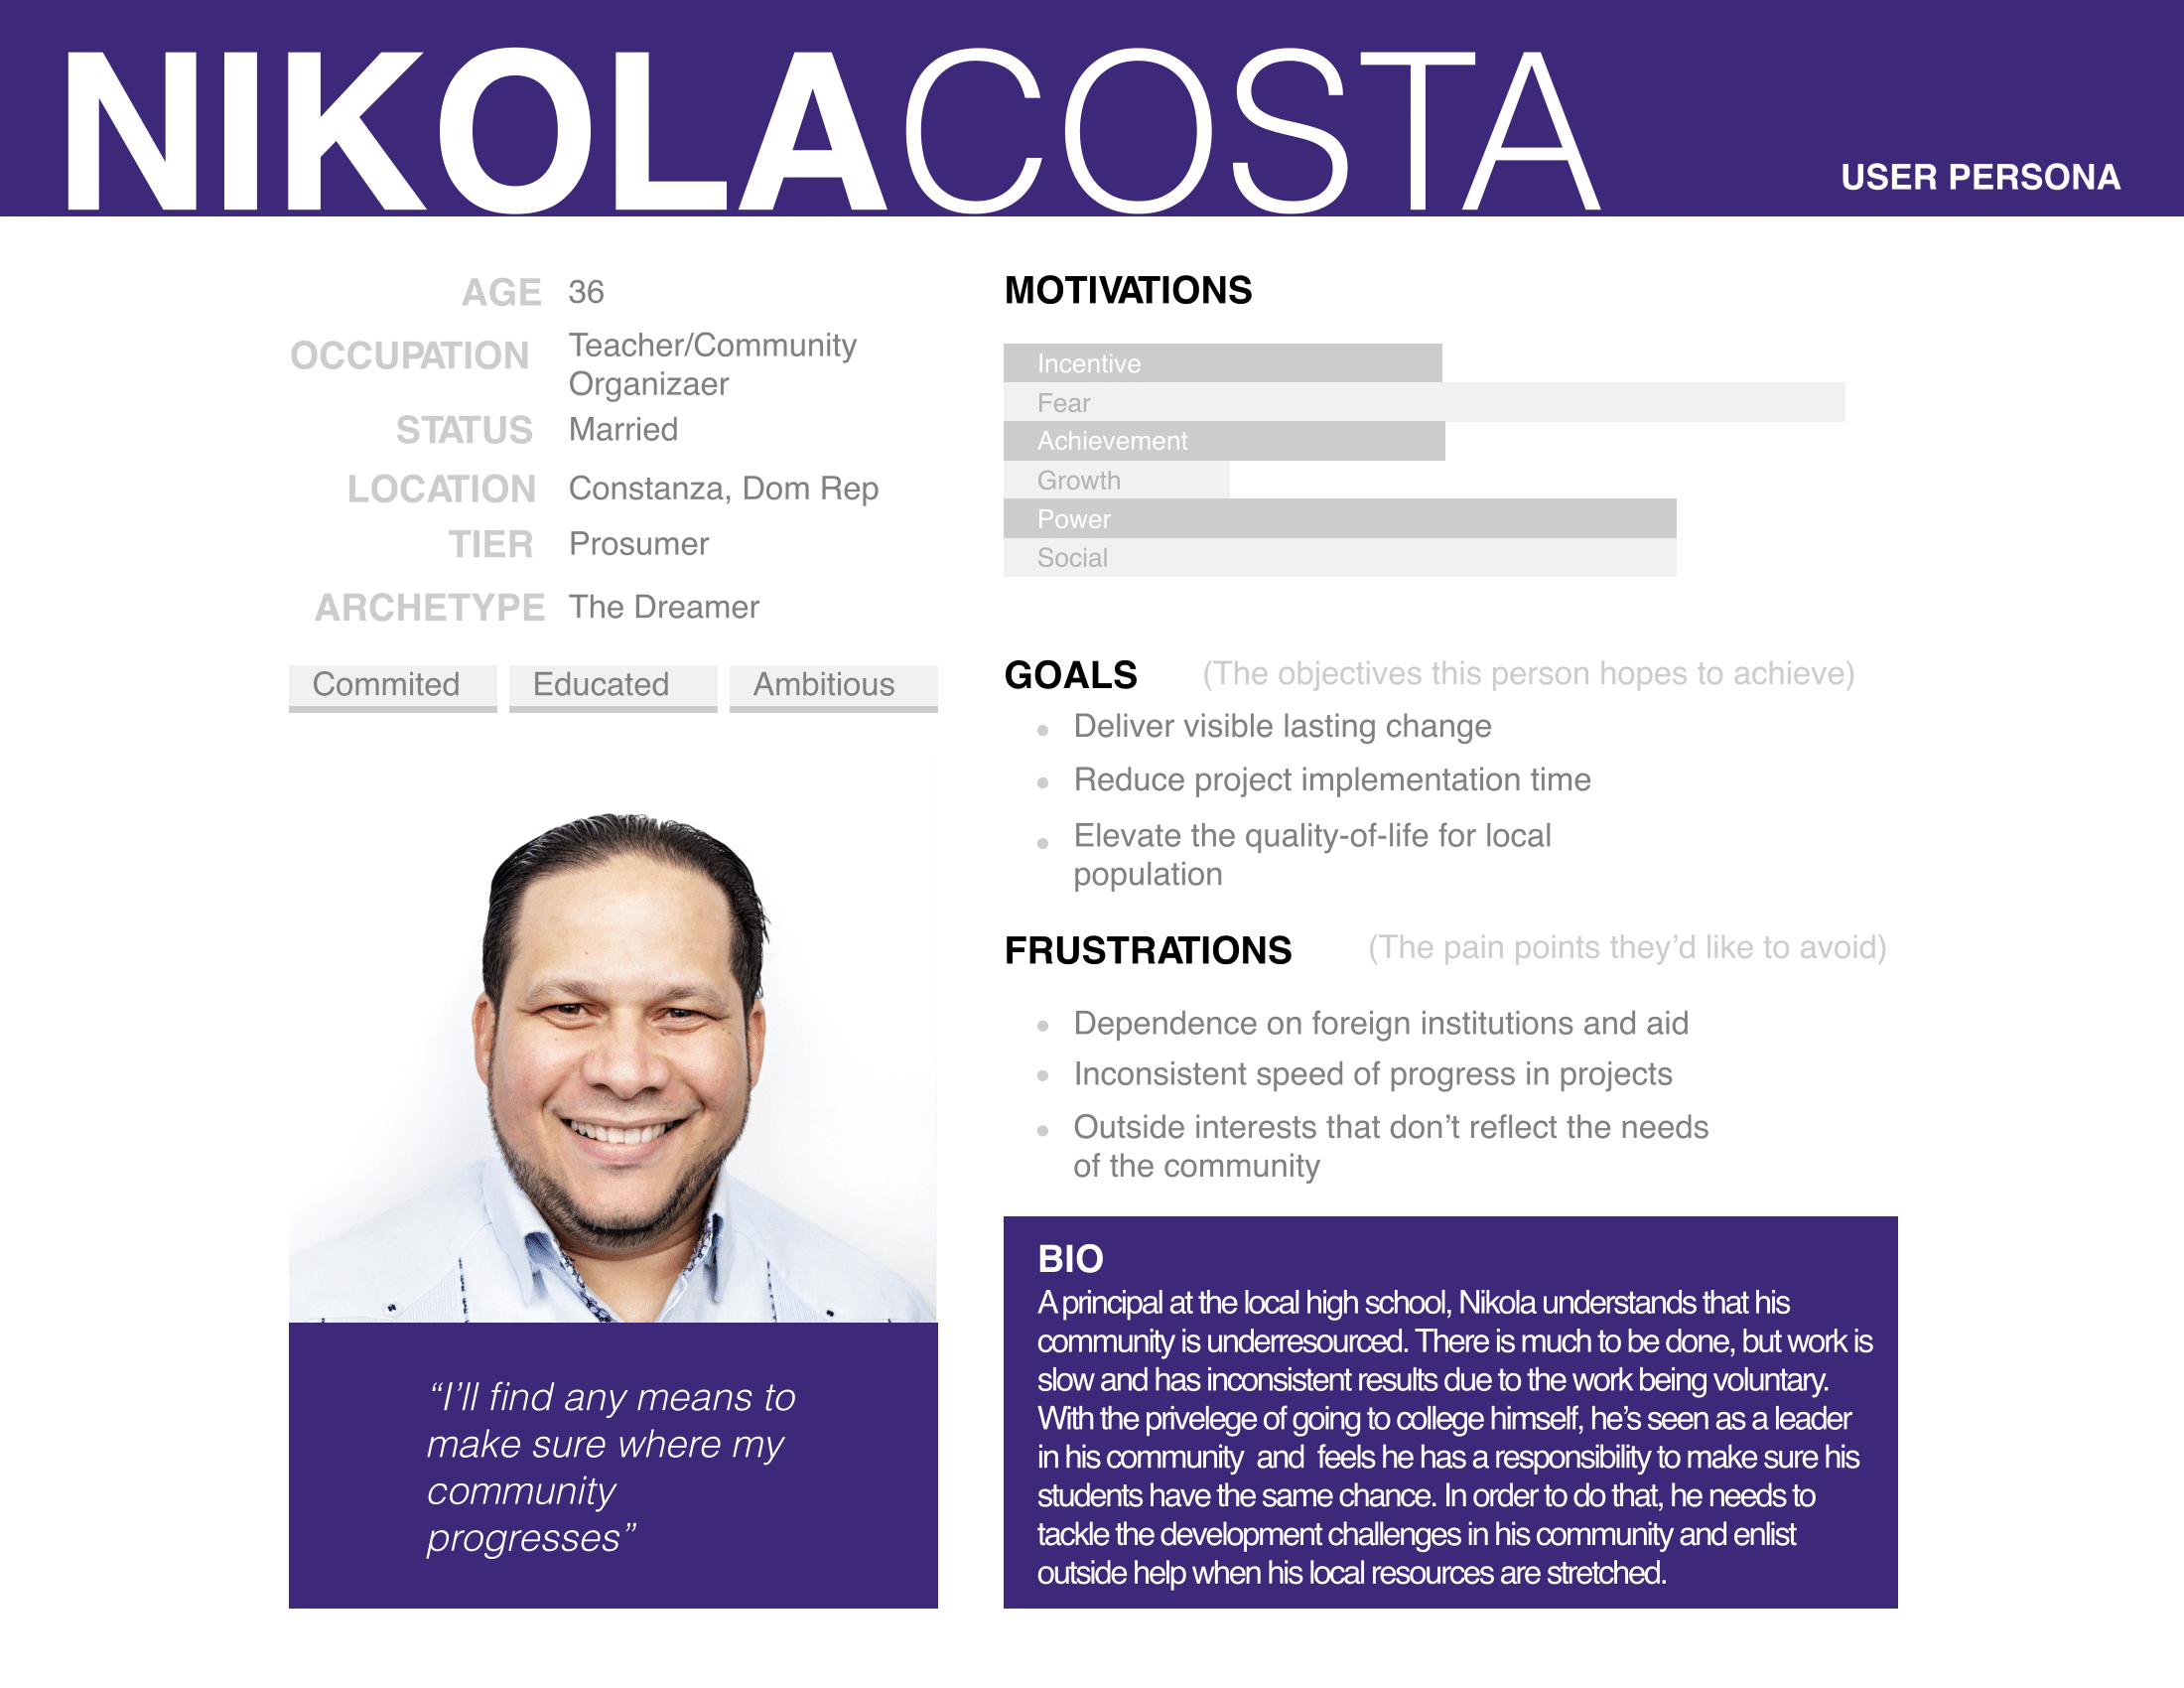 NIKOLACOSTA
USER PERSONA
AGE 36
OCCUPATION Teacher/Community
Organizaer
STATUS Married
LOCATION Constanza, Dom Rep
TIER Prosumer
ARCHETYPE The Dreamer
Commited Educated Ambitious
“I’ll find any means to
make sure where my
community
progresses”
MOTIVATIONS
Incentive
Fear
Achievement
Growth
Power
Social
GOALS (The objectives this person hopes to achieve)
Deliver visible lasting change
Reduce project implementation time
Elevate the quality-of-life for local
population
FRUSTRATIONS (The pain points they’d like to avoid)
Dependence on foreign institutions and aid
Inconsistent speed of progress in projects
Outside interests that don’t reflect the needs
of the community
BIO
A principal at the local high school, Nikola understands that his
community is underresourced. There is much to be done, but work is
slow and has inconsistent results due to the work being voluntary.
With the privelege of going to college himself, he’s seen as a leader
in his community and feels he has a responsibility to make sure his
students have the same chance. In order to do that, he needs to
tackle the development challenges in his community and enlist
outside help when his local resources are stretched.